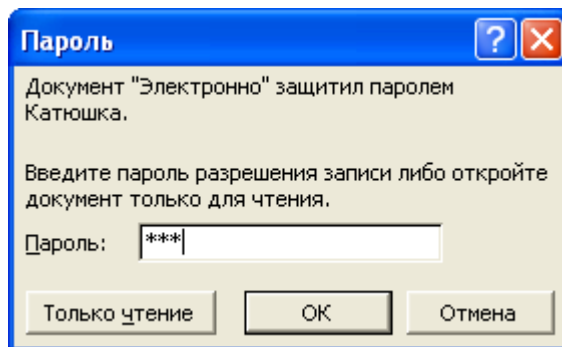 Пароль
Документ "Электронно" защитил паролем
Катюшка.
Введите пароль разрешения записи либо откройте
документ только для чтения.
Пароль: ***
Только чтение OK Отмена